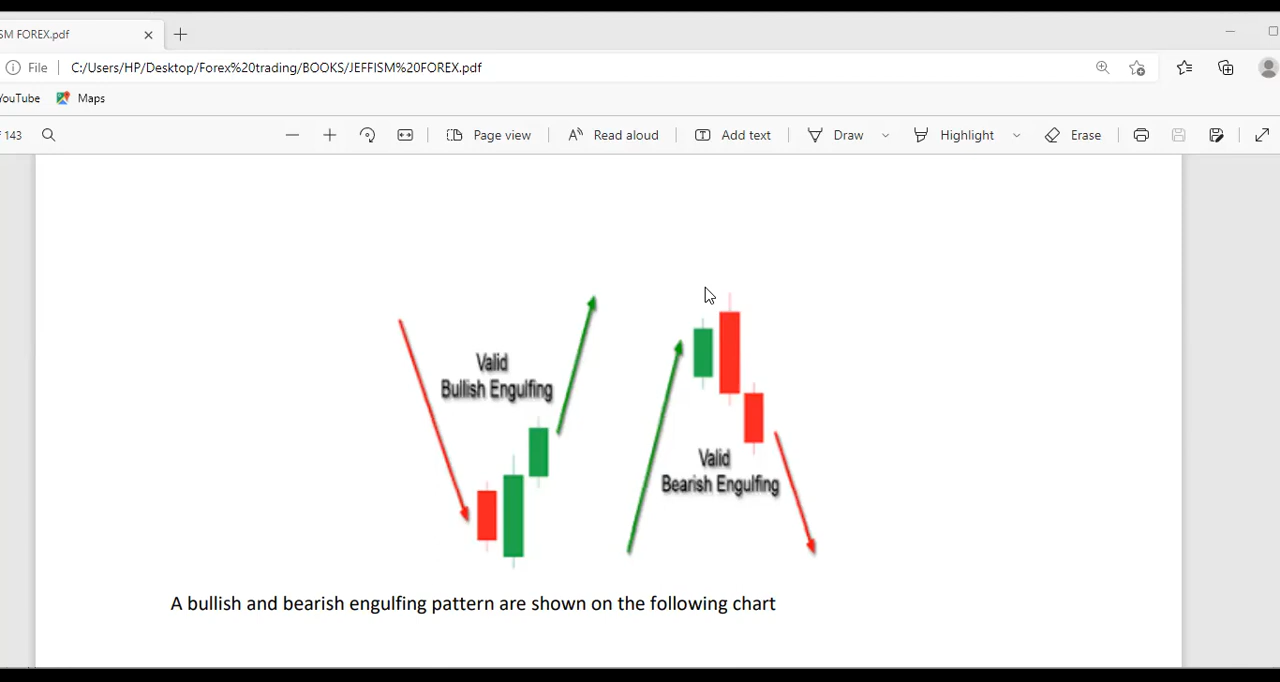 SM FOREX.pdf
File C:/Users/HP/Desktop/Forex%20trading/BOOKS/JEFFISM%20FOREX.pdf
YouTube Maps
143 Page view Read aloud Add text Draw Highlight Erase
Valid
Bullish Engulfing
Valid
Bearish Engulfing
A bullish and bearish engulfing pattern are shown on the following chart